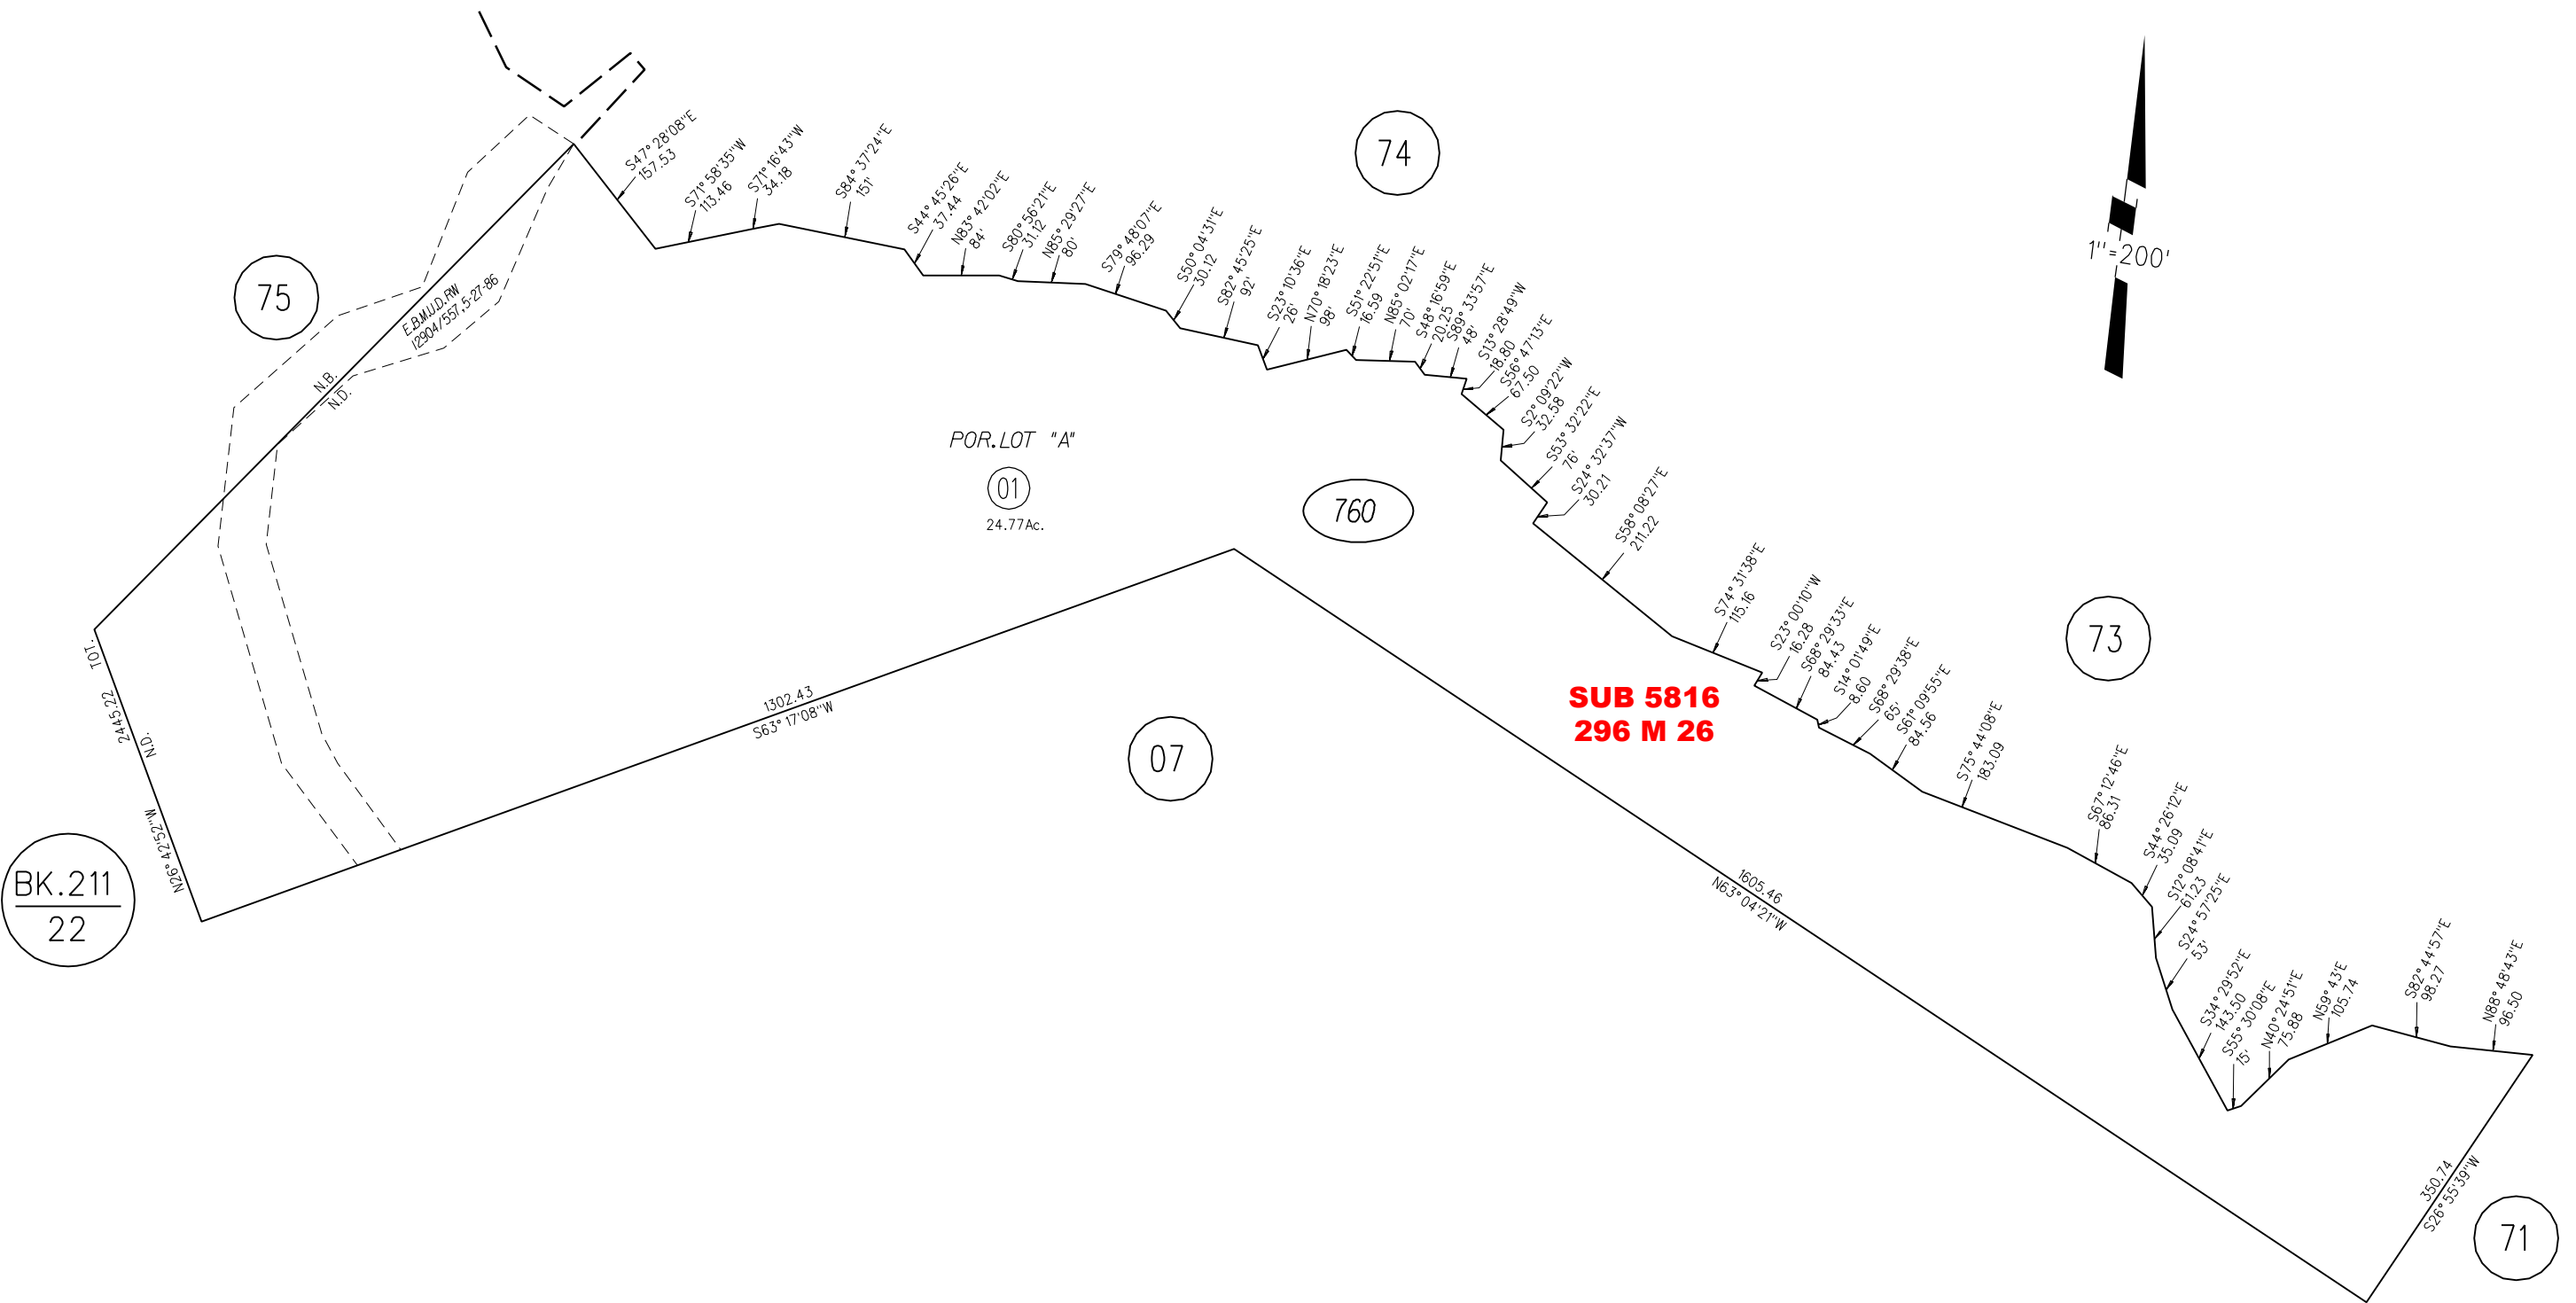 S47° 28'08"E
157.53
S71° 58'35"W
113.46
S71° 16'43"W
34.18
S84° 37'24"E
151'
S44° 45'26"E
37.44
N83° 42'02"E
84'
S80° 56'21"E
31.12
N85° 29'27"E
80'
S79° 48'07"E
96.29
S50° 04'31"E
30.12
S82° 45'25"E
92'
S23° 10'36"E
26'
N70° 18'23"E
98'
S51° 22'51"E
16.59
N85° 02'17"E
70'
S48° 16'59"E
20.25
S89° 33'57"E
48'
S13° 28'49"W
18.80
S56° 47'13"E
67.50
S2° 09'22"W
32.58
S53° 32'22"E
76'
S24° 32'37"W
30.21
S58° 08'27"E
211.22
S74° 31'38"E
115.16
S23° 00'10"W
16.28
S68° 29'33"E
84.43
S14° 01'49"E
8.60
S68° 29'38"E
65'
S61° 09'55"E
84.56
S75° 44'08"E
183.09
S67° 12'46"E
86.31
S44° 26'12"E
35.09
S12° 08'41"E
61.23
S24° 57'25"E
53'
S34° 29'52"E
143.50
S55° 30'08"E
15'
N40° 24'51"E
75.88
N59° 43'E
105.74
S82° 44'57"E
98.27
N88° 48'43"E
96.50
74
1"=200'
75
E.B.M.U.D.RW
12904/557,5-27-86
N.B.
N.D.
POR.LOT "A"
01
24.77Ac.
760
73
SUB 5816
296 M 26
07
1302.43
S63° 17'08"W
2445.22 TOT.
N26° 42'52"W N.D.
BK.211
22
1605.46
N63° 04'21"W
350.74
S26° 55'39"W
71